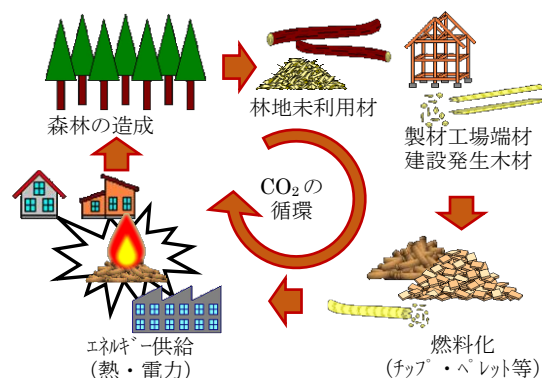 森林の造成
林地未利用材
製材工場端材
建設発生木材
CO₂の
循環
ｴﾈﾙｷﾞｰ供給
(熱・電力)
燃料化
(ﾁｯﾌﾟ・ﾍﾟﾚｯﾄ等)